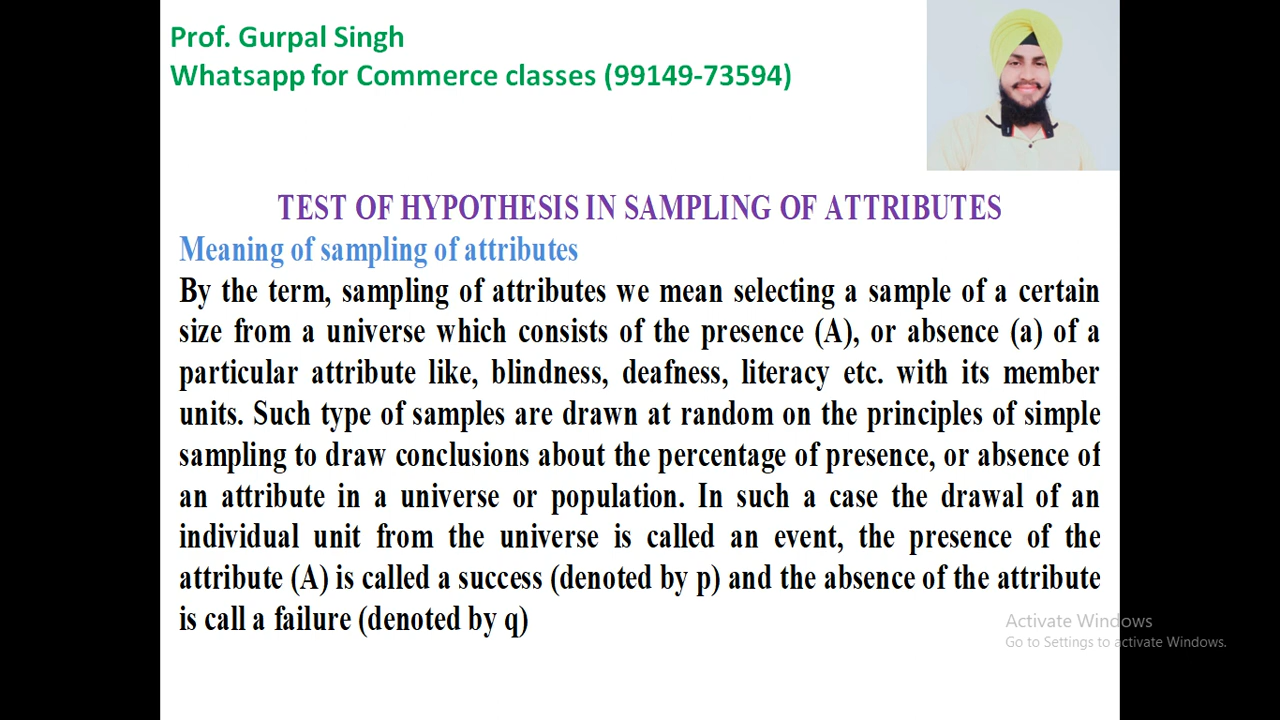 Prof. Gurpal Singh
Whatsapp for Commerce classes (99149-73594)
TEST OF HYPOTHESIS IN SAMPLING OF ATTRIBUTES
Meaning of sampling of attributes
By the term, sampling of attributes we mean selecting a sample of a certain
size from a universe which consists of the presence (A), or absence (a) of a
particular attribute like, blindness, deafness, literacy etc. with its member
units. Such type of samples are drawn at random on the principles of simple
sampling to draw conclusions about the percentage of presence, or absence of
an attribute in a universe or population. In such a case the drawal of an
individual unit from the universe is called an event, the presence of the
attribute (A) is called a success (denoted by p) and the absence of the attribute
is call a failure (denoted by q)
Activate Windows
Go to Settings to activate Windows.